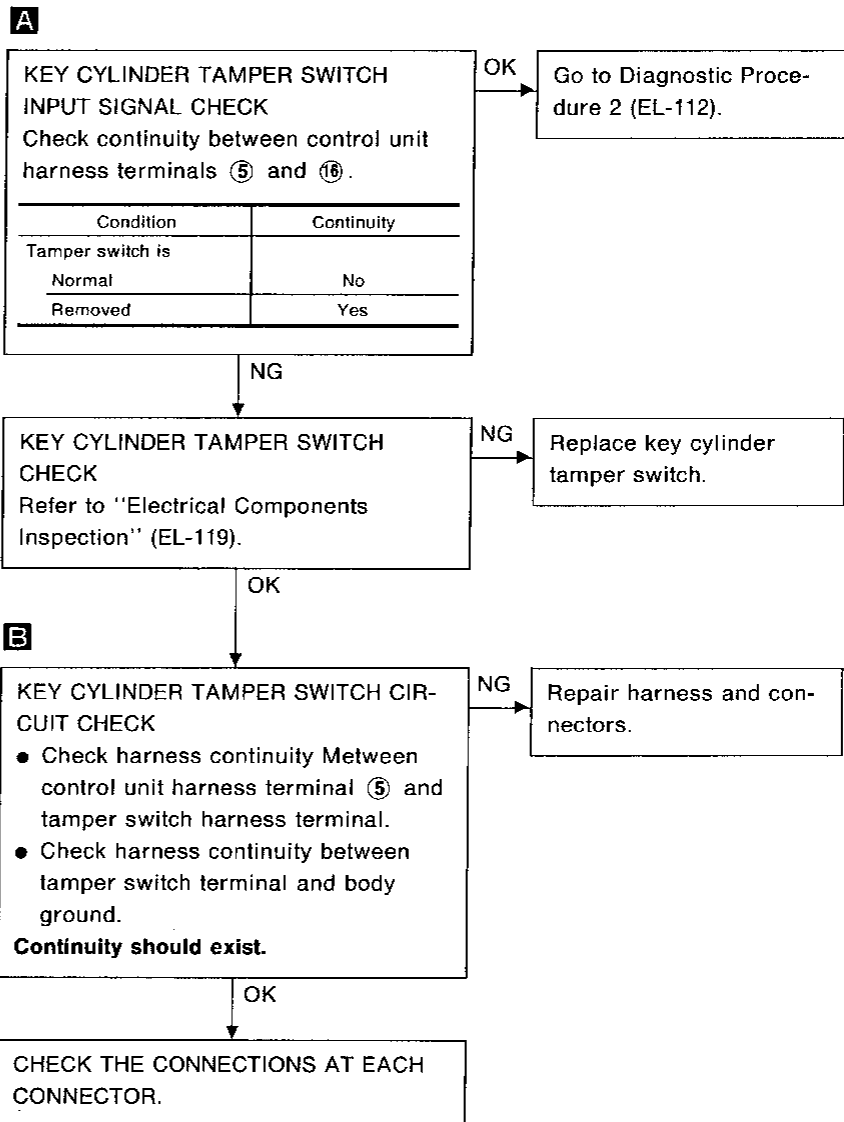 A
KEY CYLINDER TAMPER SWITCH
INPUT SIGNAL CHECK
Check continuity between control unit
harness terminals ⑤ and ⑯.
Condition Continuity
Tamper switch is
Normal No
Removed Yes
OK
Go to Diagnostic Proce-
dure 2 (EL-112).
NG
KEY CYLINDER TAMPER SWITCH
CHECK
Refer to ''Electrical Components
Inspection'' (EL-119).
NG
Replace key cylinder
tamper switch.
OK
B
KEY CYLINDER TAMPER SWITCH CIR-
CUIT CHECK
● Check harness continuity Metween
control unit harness terminal ⑤ and
tamper switch harness terminal.
● Check harness continuity between
tamper switch terminal and body
ground.
Continuity should exist.
NG
Repair harness and con-
nectors.
OK
CHECK THE CONNECTIONS AT EACH
CONNECTOR.